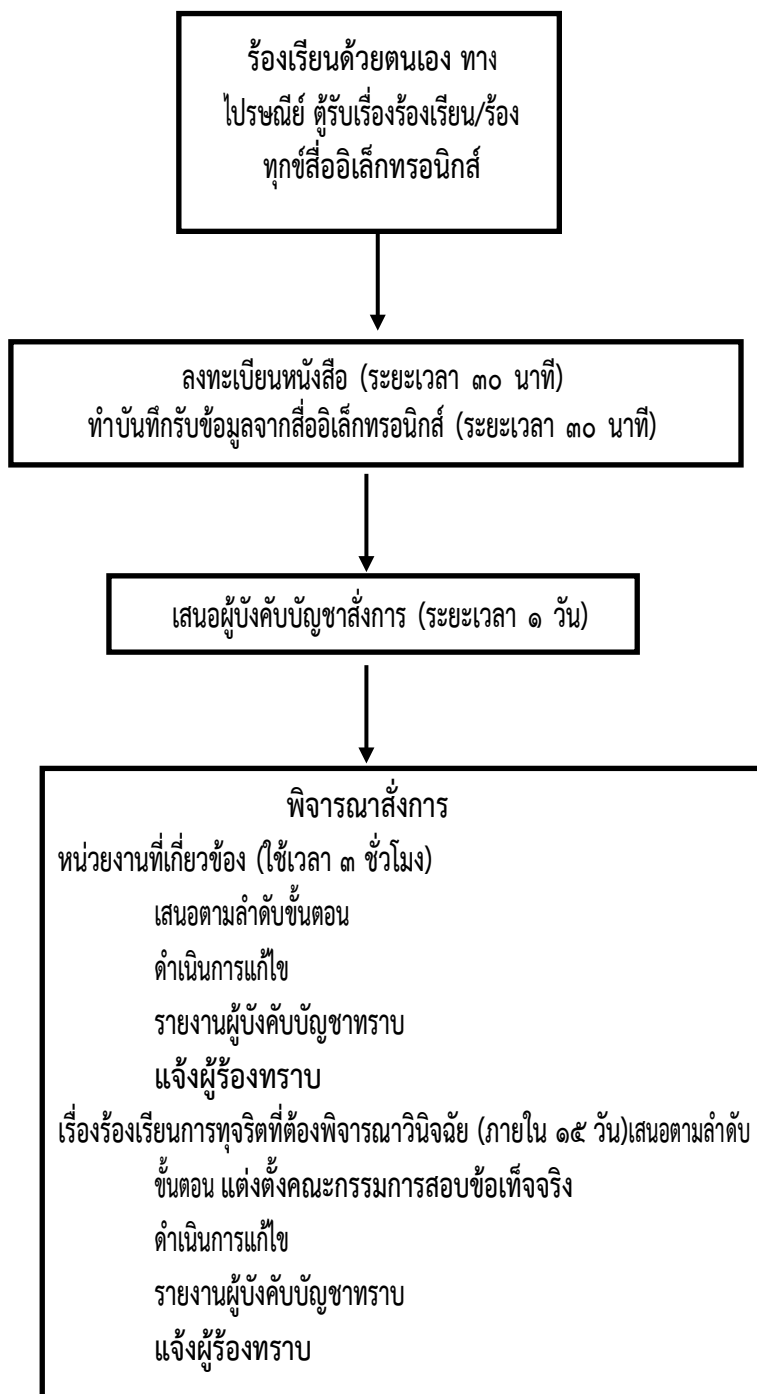 ร้องเรียนด้วยตนเอง ทาง
ไปรษณีย์ ตู้รับเรื่องร้องเรียน/ร้อง
ทุกข์สื่ออิเล็กทรอนิกส์
ลงทะเบียนหนังสือ (ระยะเวลา ๓๐ นาที)
ทำบันทึกรับข้อมูลจากสื่ออิเล็กทรอนิกส์ (ระยะเวลา ๓๐ นาที)
เสนอผู้บังคับบัญชาสั่งการ (ระยะเวลา ๑ วัน)
พิจารณาสั่งการ
หน่วยงานที่เกี่ยวข้อง (ใช้เวลา ๓ ชั่วโมง)
เสนอตามลำดับขั้นตอน
ดำเนินการแก้ไข
รายงานผู้บังคับบัญชาทราบ
แจ้งผู้ร้องทราบ
เรื่องร้องเรียนการทุจริตที่ต้องพิจารณาวินิจฉัย (ภายใน ๑๕ วัน)เสนอตามลำดับ
ขั้นตอน แต่งตั้งคณะกรรมการสอบข้อเท็จจริง
ดำเนินการแก้ไข
รายงานผู้บังคับบัญชาทราบ
แจ้งผู้ร้องทราบ